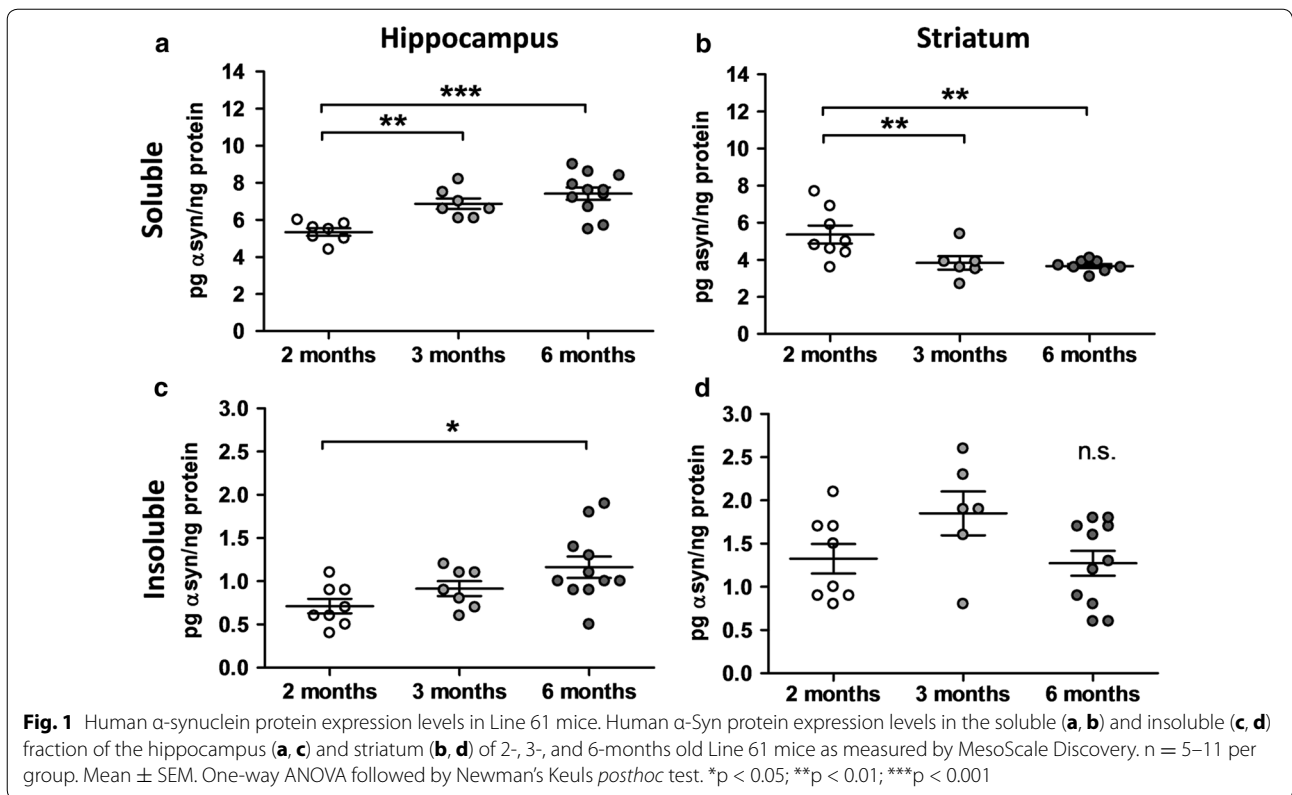 Hippocampus
Striatum
a
b
Soluble
pg αsyn/ng protein
14
12
10
8
6
4
2
0
***
**
2 months 3 months 6 months
pg asyn/ng protein
14
12
10
8
6
4
2
0
**
**
2 months 3 months 6 months
c
d
Insoluble
pg αsyn/ng protein
3.0
2.5
2.0
1.5
1.0
0.5
0.0
*
2 months 3 months 6 months
pg αsyn/ng protein
3.0
2.5
2.0
1.5
1.0
0.5
0.0
n.s.
2 months 3 months 6 months
Fig. 1 Human α-synuclein protein expression levels in Line 61 mice. Human α-Syn protein expression levels in the soluble (a, b) and insoluble (c, d)
fraction of the hippocampus (a, c) and striatum (b, d) of 2-, 3-, and 6-months old Line 61 mice as measured by MesoScale Discovery. n = 5–11 per
group. Mean ± SEM. One-way ANOVA followed by Newman's Keuls posthoc test. *p < 0.05; **p < 0.01; ***p < 0.001